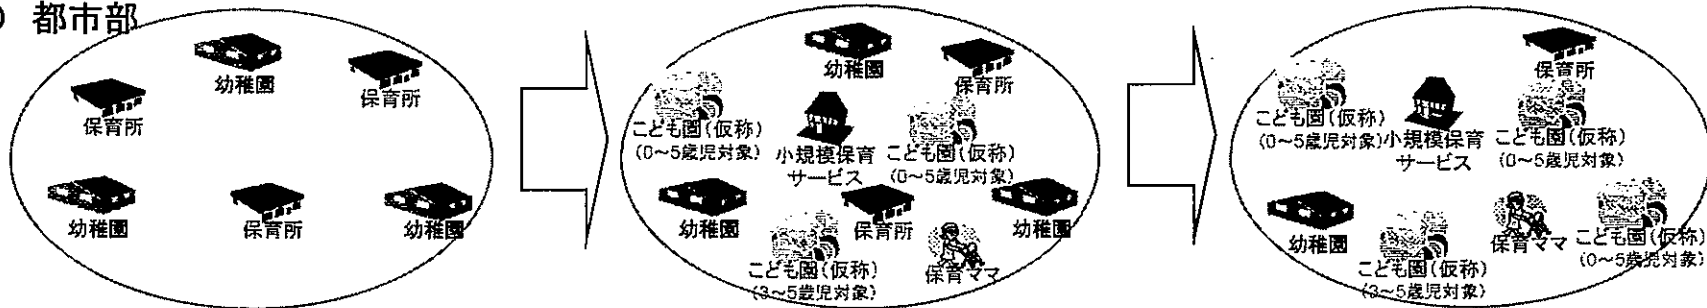 都市部
幼稚園
保育所
保育所
幼稚園
保育所
幼稚園
幼稚園
保育所
こども園(仮称)
(0～5歳児対象)
小規模保育
サービス
こども園(仮称)
(0～5歳児対象)
幼稚園
保育所
幼稚園
こども園(仮称)
(3～5歳児対象)
保育ママ
保育所
こども園(仮称)
(0～5歳児対象)
小規模保育
サービス
こども園(仮称)
(0～5歳児対象)
幼稚園
こども園(仮称)
(3～5歳児対象)
保育ママ
こども園(仮称)
(0～5歳児対象)